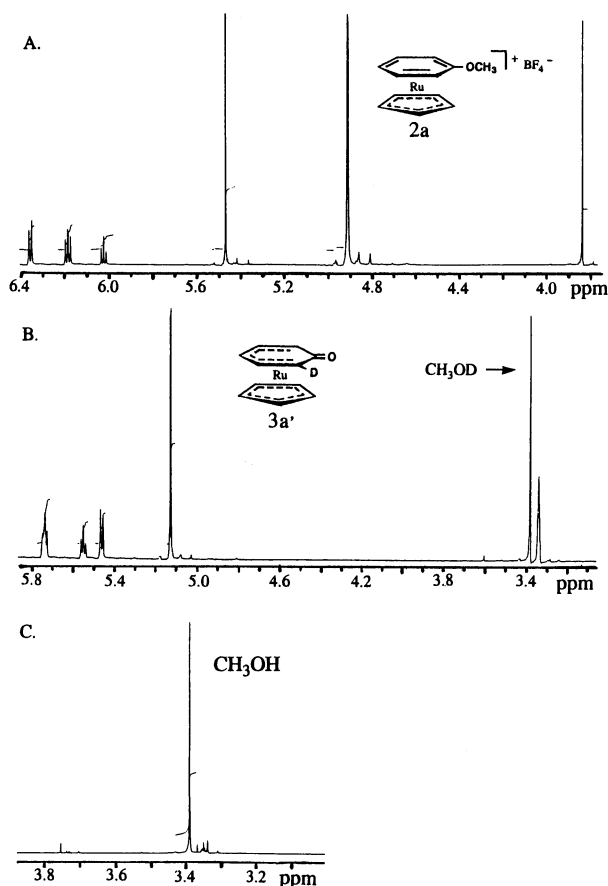 A.
OCH₃ + BF₄⁻
Ru
2a
6.4 6.0 5.6 5.2 4.8 4.4 4.0 ppm
B.
O
D
Ru
3a'
CH₃OD →
5.8 5.4 5.0 4.6 4.2 3.8 3.4 ppm
C.
CH₃OH
3.8 3.6 3.4 3.2 ppm